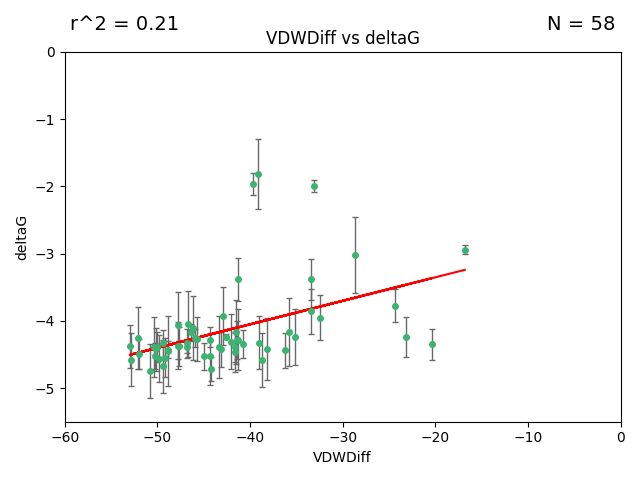 r^2 = 0.21
N = 58
VDWDiff vs deltaG
0
−1
−2
−3
−4
−5
deltaG
−60 −50 −40 −30 −20 −10 0
VDWDiff